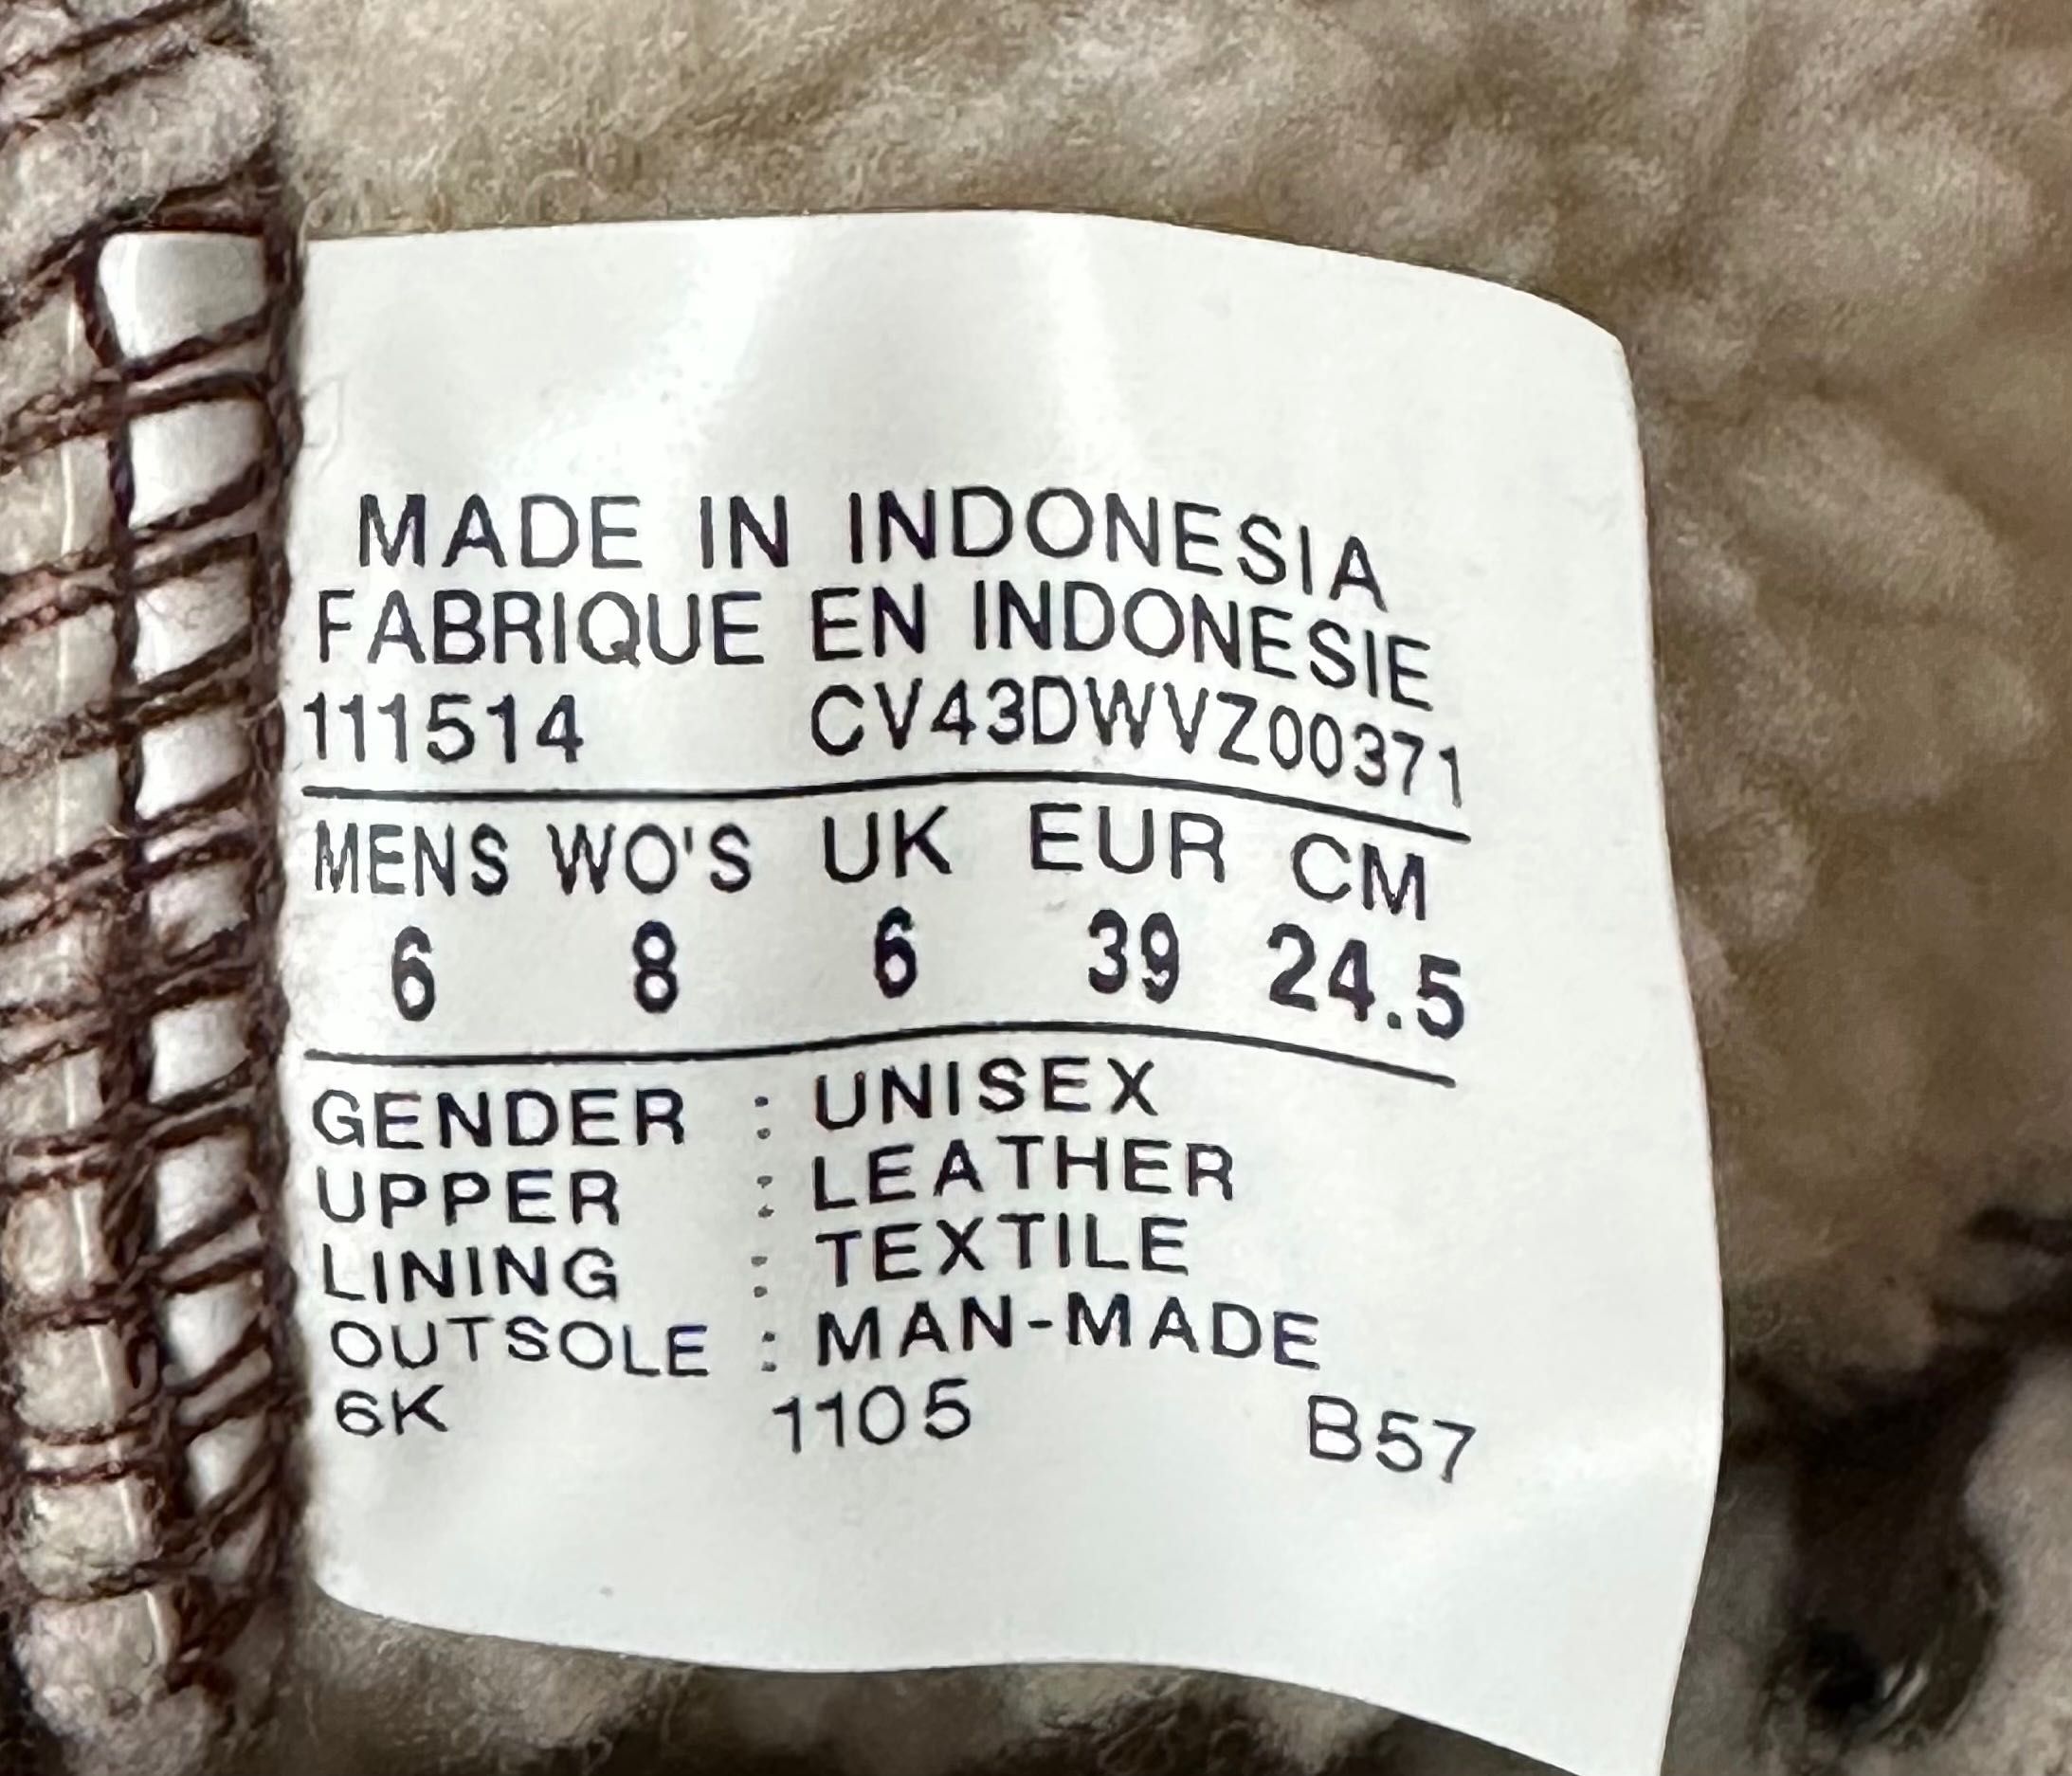 MADE IN INDONESIA
FABRIQUE EN INDONESIE
111514 CV43DWVZ00371
MENS WO'S UK EUR CM
6 8 6 39 24.5
GENDER : UNISEX
UPPER : LEATHER
LINING : TEXTILE
OUTSOLE : MAN-MADE
6K 1105 B57